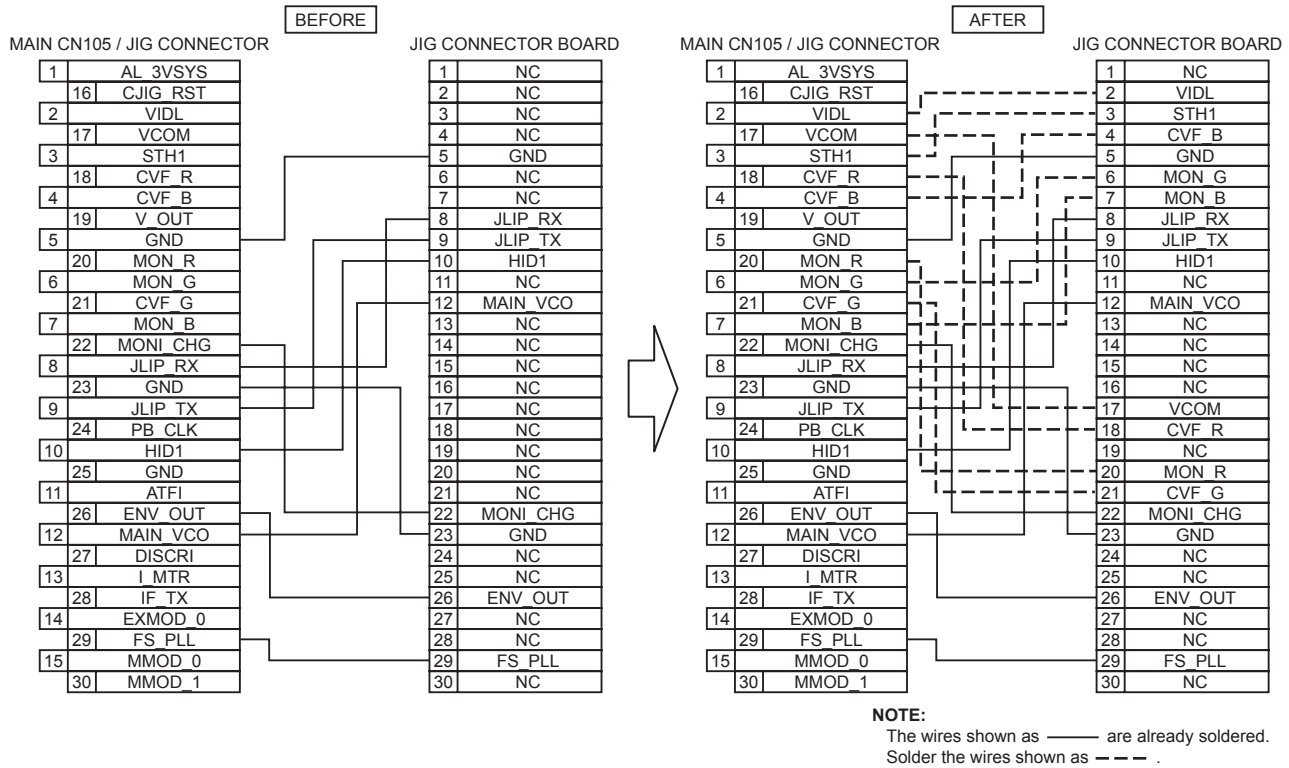 BEFORE
MAIN CN105 / JIG CONNECTOR
JIG CONNECTOR BOARD
1 AL_3VSYS
16 CJIG_RST
2 VIDL
17 VCOM
3 STH1
18 CVF_R
4 CVF_B
19 V_OUT
5 GND
20 MON_R
6 MON_G
21 CVF_G
7 MON_B
22 MONI_CHG
8 JLIP_RX
23 GND
9 JLIP_TX
24 PB_CLK
10 HID1
25 GND
11 ATFI
26 ENV_OUT
12 MAIN_VCO
27 DISCRI
13 I_MTR
28 IF_TX
14 EXMOD_0
29 FS_PLL
15 MMOD_0
30 MMOD_1
1 NC
2 NC
3 NC
4 NC
5 GND
6 NC
7 NC
8 JLIP_RX
9 JLIP_TX
10 HID1
11 NC
12 MAIN_VCO
13 NC
14 NC
15 NC
16 NC
17 NC
18 NC
19 NC
20 NC
21 NC
22 MONI_CHG
23 GND
24 NC
25 NC
26 ENV_OUT
27 NC
28 NC
29 FS_PLL
30 NC
AFTER
MAIN CN105 / JIG CONNECTOR
JIG CONNECTOR BOARD
1 AL_3VSYS
16 CJIG_RST
2 VIDL
17 VCOM
3 STH1
18 CVF_R
4 CVF_B
19 V_OUT
5 GND
20 MON_R
6 MON_G
21 CVF_G
7 MON_B
22 MONI_CHG
8 JLIP_RX
23 GND
9 JLIP_TX
24 PB_CLK
10 HID1
25 GND
11 ATFI
26 ENV_OUT
12 MAIN_VCO
27 DISCRI
13 I_MTR
28 IF_TX
14 EXMOD_0
29 FS_PLL
15 MMOD_0
30 MMOD_1
1 NC
2 VIDL
3 STH1
4 CVF_B
5 GND
6 MON_G
7 MON_B
8 JLIP_RX
9 JLIP_TX
10 HID1
11 NC
12 MAIN_VCO
13 NC
14 NC
15 NC
16 NC
17 VCOM
18 CVF_R
19 NC
20 MON_R
21 CVF_G
22 MONI_CHG
23 GND
24 NC
25 NC
26 ENV_OUT
27 NC
28 NC
29 FS_PLL
30 NC
NOTE:
The wires shown as —— are already soldered.
Solder the wires shown as – – – .